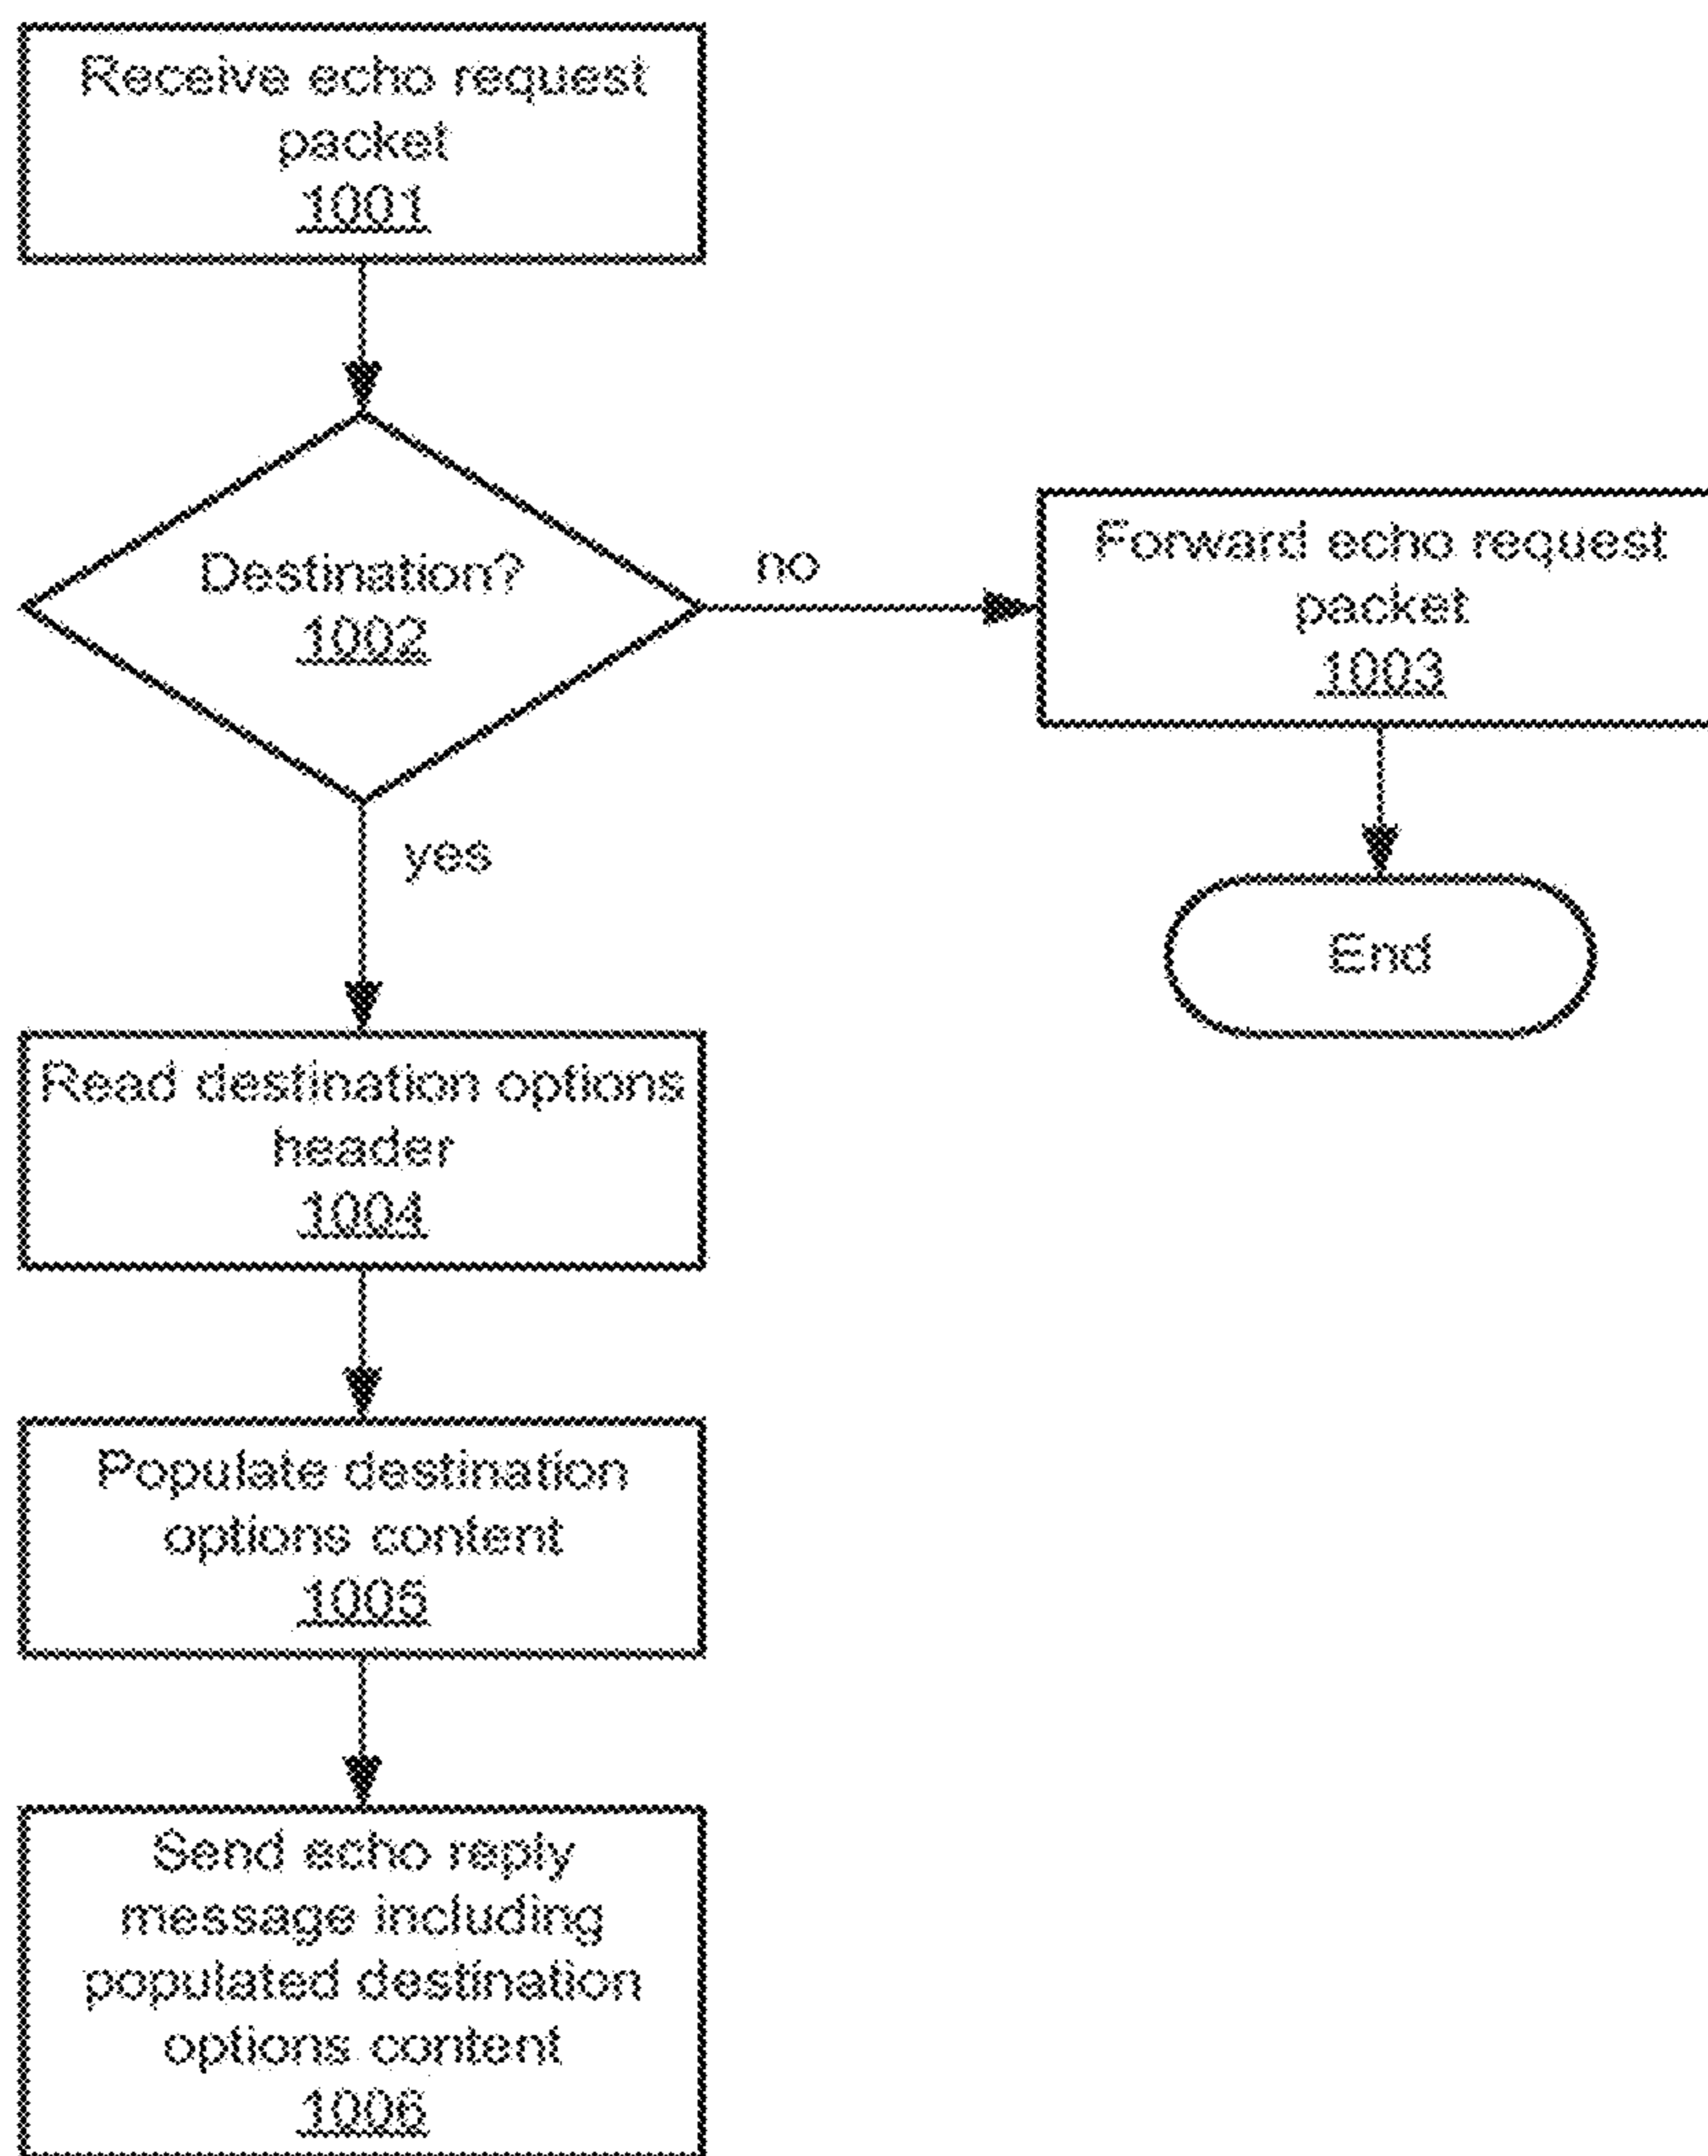 Receive echo request
packet
1001
Destination?
1002
no
Forward echo request
packet
1003
yes
End
Read destination options
header
1004
Populate destination
options content
1005
Send echo reply
message including
populated destination
options content
1006